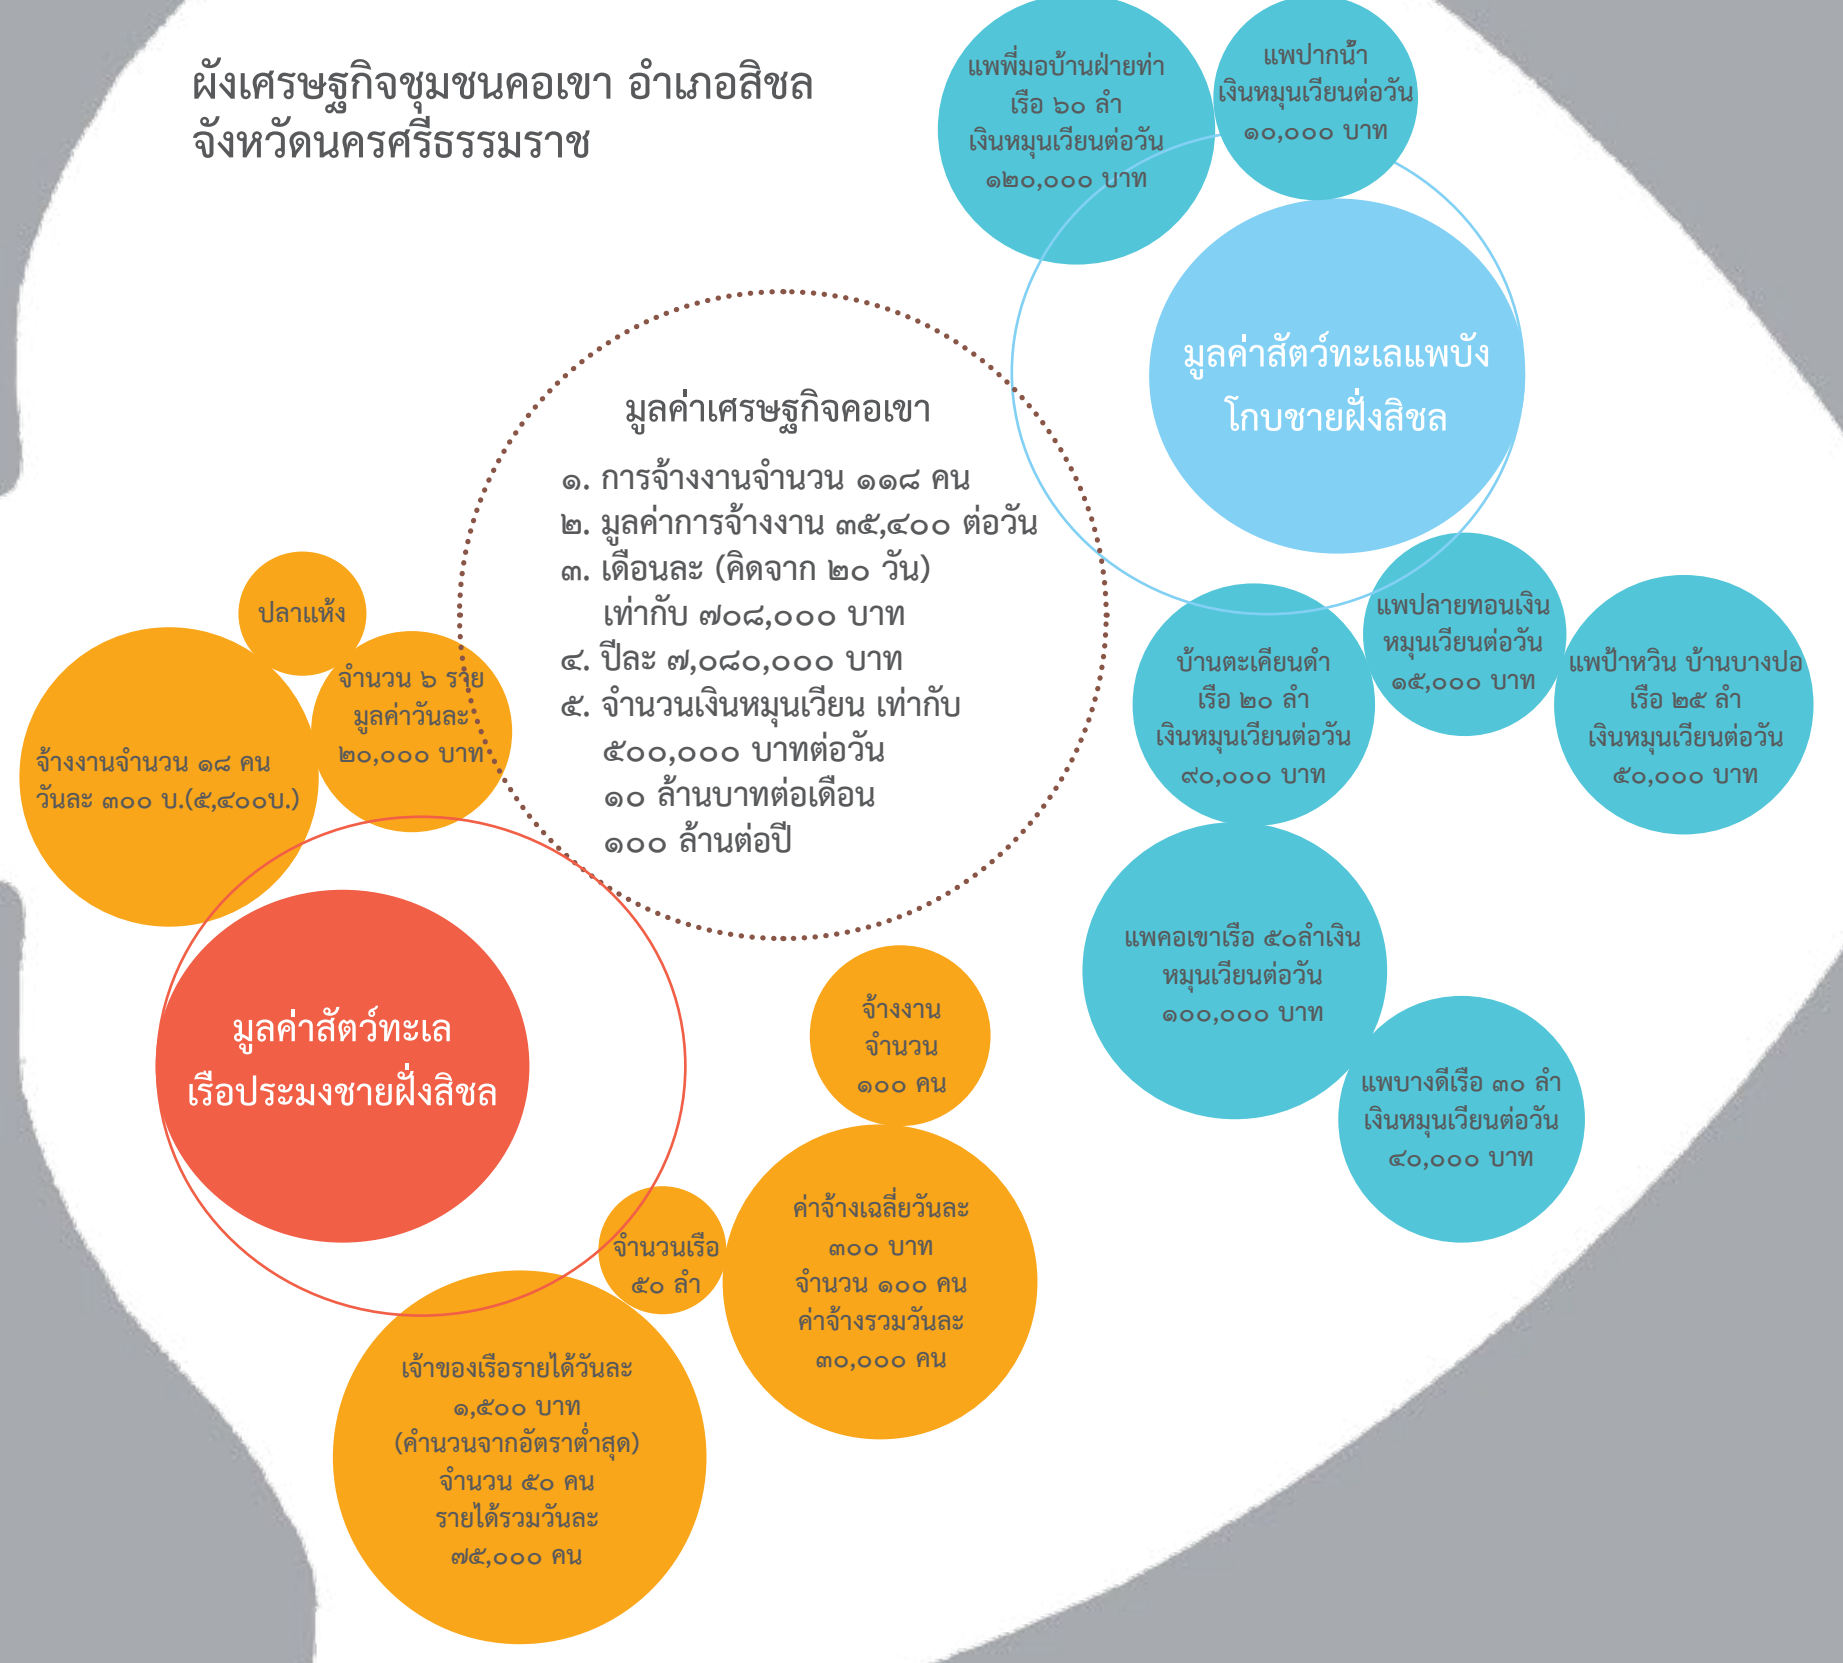 ผังเศรษฐกิจชุมชนคอเขา อำเภอสิชล
จังหวัดนครศรีธรรมราช
แพพี่มอบ้านฝ่ายท่า
เรือ ๖๐ ลำ
เงินหมุนเวียนต่อวัน
๑๒๐,๐๐๐ บาท
แพปากน้ำ
เงินหมุนเวียนต่อวัน
๑๐,๐๐๐ บาท
มูลค่าสัตว์ทะเลแพบัง
โกบชายฝั่งสิชล
มูลค่าเศรษฐกิจคอเขา
๑. การจ้างงานจำนวน ๑๑๘ คน
๒. มูลค่าการจ้างงาน ๓๕,๔๐๐ ต่อวัน
๓. เดือนละ (คิดจาก ๒๐ วัน)
เท่ากับ ๗๐๘,๐๐๐ บาท
๔. ปีละ ๗,๐๘๐,๐๐๐ บาท
๕. จำนวนเงินหมุนเวียน เท่ากับ
๕๐๐,๐๐๐ บาทต่อวัน
๑๐ ล้านบาทต่อเดือน
๑๐๐ ล้านต่อปี
ปลาแห้ง
จำนวน ๖ ราย
มูลค่าวันละ
๒๐,๐๐๐ บาท
จ้างงานจำนวน ๑๘ คน
วันละ ๓๐๐ บ.(๕,๔๐๐บ.)
บ้านตะเคียนดำ
เรือ ๒๐ ลำ
เงินหมุนเวียนต่อวัน
๙๐,๐๐๐ บาท
แพปลายทอนเงิน
หมุนเวียนต่อวัน
๑๕,๐๐๐ บาท
แพป้าหวิน บ้านบางปอ
เรือ ๒๕ ลำ
เงินหมุนเวียนต่อวัน
๕๐,๐๐๐ บาท
แพคอเขาเรือ ๕๐ลำเงิน
หมุนเวียนต่อวัน
๑๐๐,๐๐๐ บาท
แพบางดีเรือ ๓๐ ลำ
เงินหมุนเวียนต่อวัน
๔๐,๐๐๐ บาท
มูลค่าสัตว์ทะเล
เรือประมงชายฝั่งสิชล
จ้างงาน
จำนวน
๑๐๐ คน
ค่าจ้างเฉลี่ยวันละ
๓๐๐ บาท
จำนวน ๑๐๐ คน
ค่าจ้างรวมวันละ
๓๐,๐๐๐ คน
จำนวนเรือ
๕๐ ลำ
เจ้าของเรือรายได้วันละ
๑,๕๐๐ บาท
(คำนวนจากอัตราต่ำสุด)
จำนวน ๕๐ คน
รายได้รวมวันละ
๗๕,๐๐๐ คน